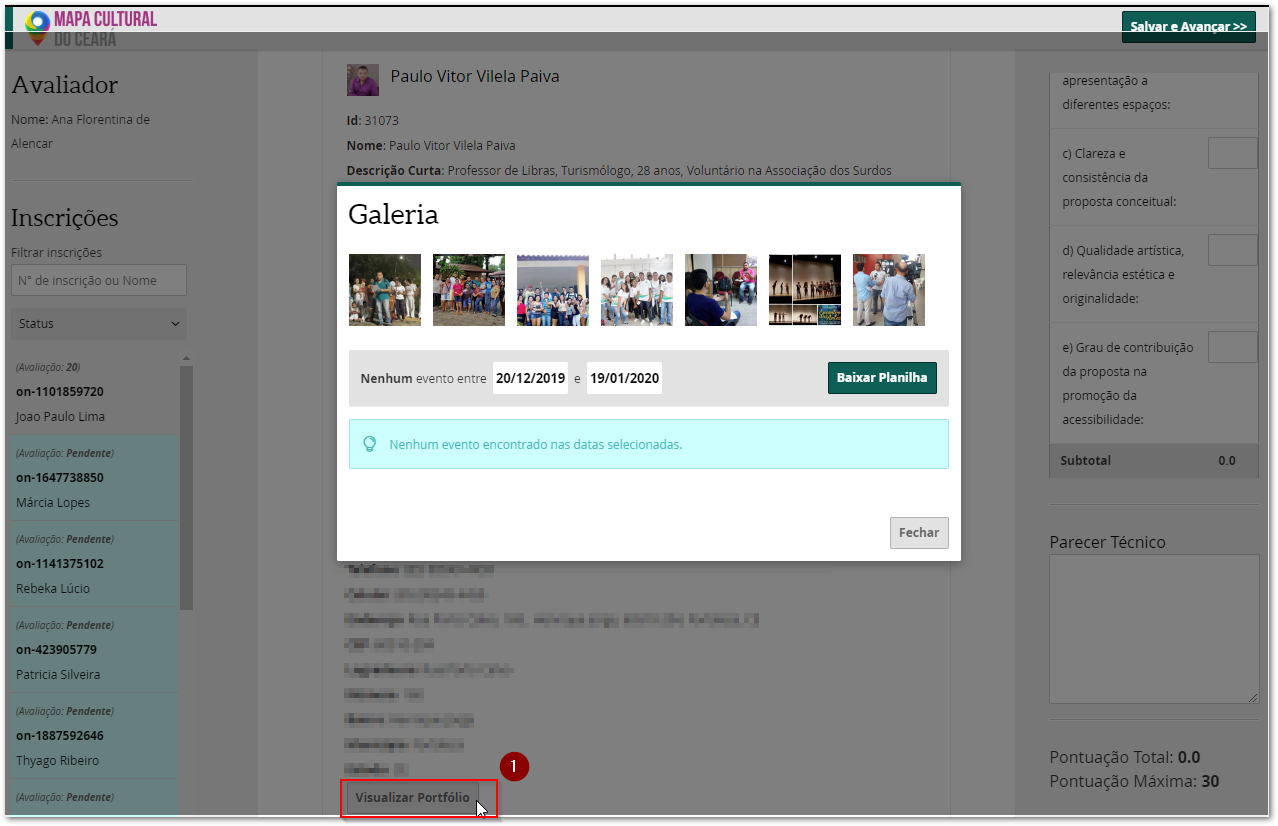 MAPA CULTURAL
DO CEARÁ
Salvar e Avançar >>
Avaliador
Nome: Ana Florentina de
Alencar
Inscrições
Filtrar inscrições
N° de inscrição ou Nome
Status
(Avaliação: 20)
on-1101859720
Joao Paulo Lima
(Avaliação: Pendente)
on-1647738850
Márcia Lopes
(Avaliação: Pendente)
on-1141375102
Rebeka Lúcio
(Avaliação: Pendente)
on-423905779
Patricia Silveira
(Avaliação: Pendente)
on-1887592646
Thyago Ribeiro
(Avaliação: Pendente)
Paulo Vitor Vilela Paiva
Id: 31073
Nome: Paulo Vitor Vilela Paiva
Descrição Curta: Professor de Libras, Turismólogo, 28 anos, Voluntário na Associação dos Surdos
Galeria
Nenhum evento entre 20/12/2019 e 19/01/2020
Baixar Planilha
Nenhum evento encontrado nas datas selecionadas.
Fechar
1
Visualizar Portfólio
apresentação a
diferentes espaços:
c) Clareza e
consistência da
proposta conceitual:
d) Qualidade artística,
relevância estética e
originalidade:
e) Grau de contribuição
da proposta na
promoção da
acessibilidade:
Subtotal 0.0
Parecer Técnico
Pontuação Total: 0.0
Pontuação Máxima: 30